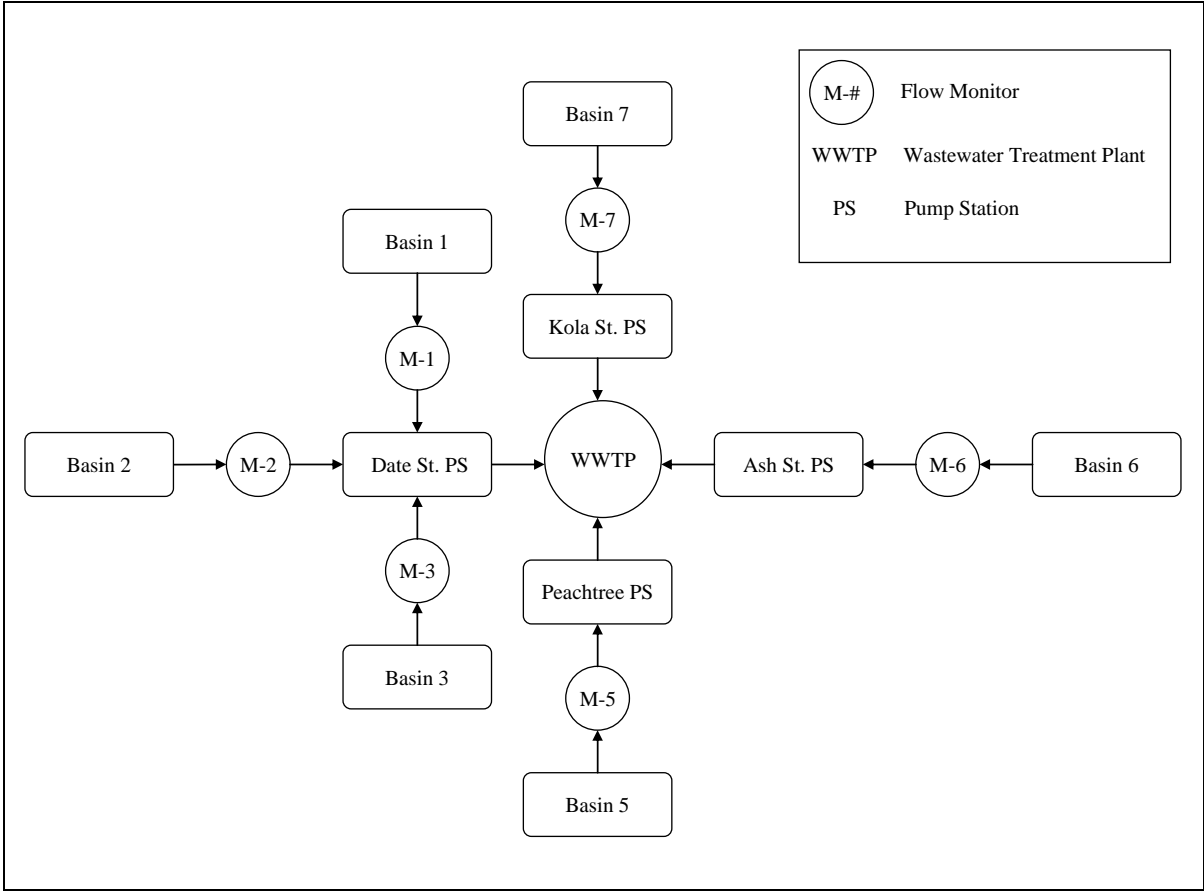 Basin 7
M-#
Flow Monitor
WWTP
Wastewater Treatment Plant
PS
Pump Station
M-7
Basin 1
Kola St. PS
M-1
Basin 2
M-2
Date St. PS
WWTP
Ash St. PS
M-6
Basin 6
M-3
Peachtree PS
Basin 3
M-5
Basin 5